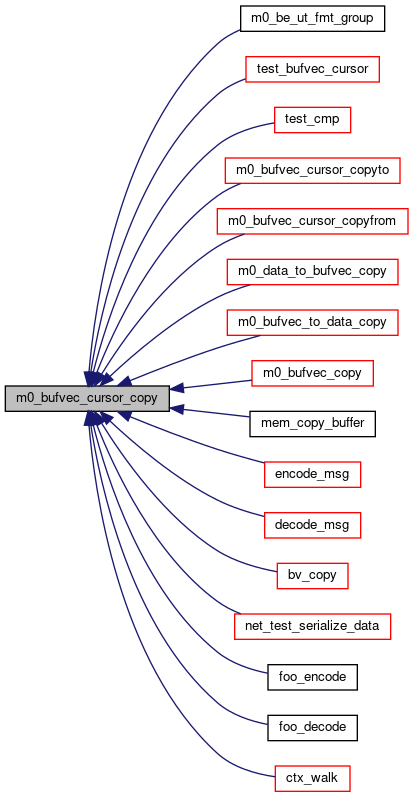 m0_be_ut_fmt_group
test_bufvec_cursor
test_cmp
m0_bufvec_cursor_copyto
m0_bufvec_cursor_copyfrom
m0_data_to_bufvec_copy
m0_bufvec_to_data_copy
m0_bufvec_copy
m0_bufvec_cursor_copy
mem_copy_buffer
encode_msg
decode_msg
bv_copy
net_test_serialize_data
foo_encode
foo_decode
ctx_walk